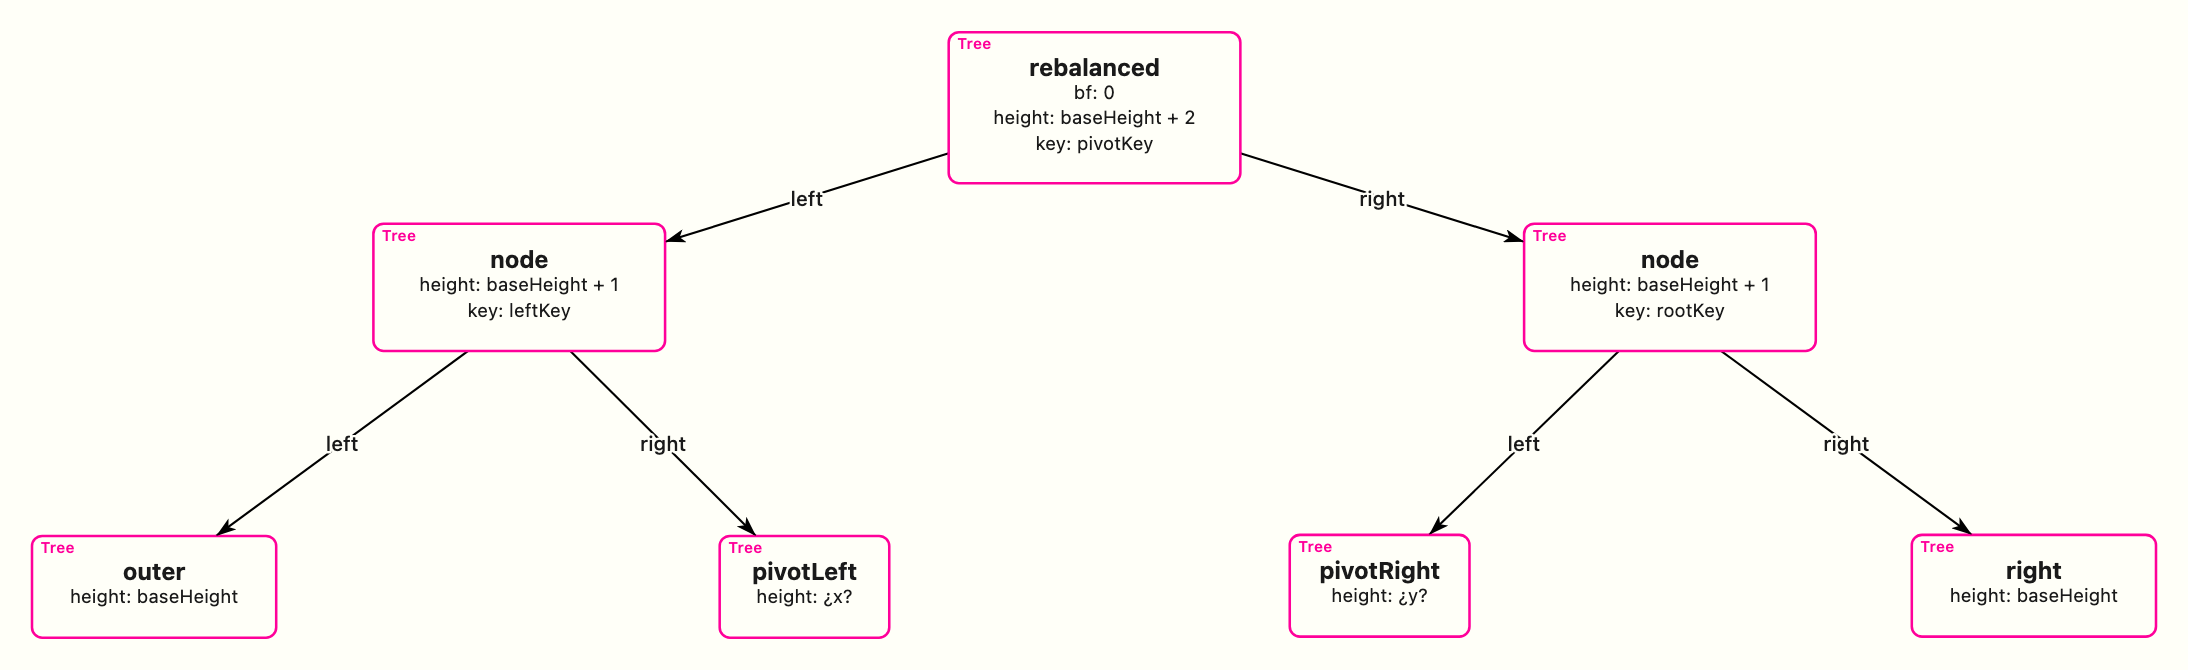 Tree
rebalanced
bf: 0
height: baseHeight + 2
key: pivotKey
left
right
Tree
node
height: baseHeight + 1
key: leftKey
Tree
node
height: baseHeight + 1
key: rootKey
left
right
left
right
Tree
outer
height: baseHeight
Tree
pivotLeft
height: ¿x?
Tree
pivotRight
height: ¿y?
Tree
right
height: baseHeight